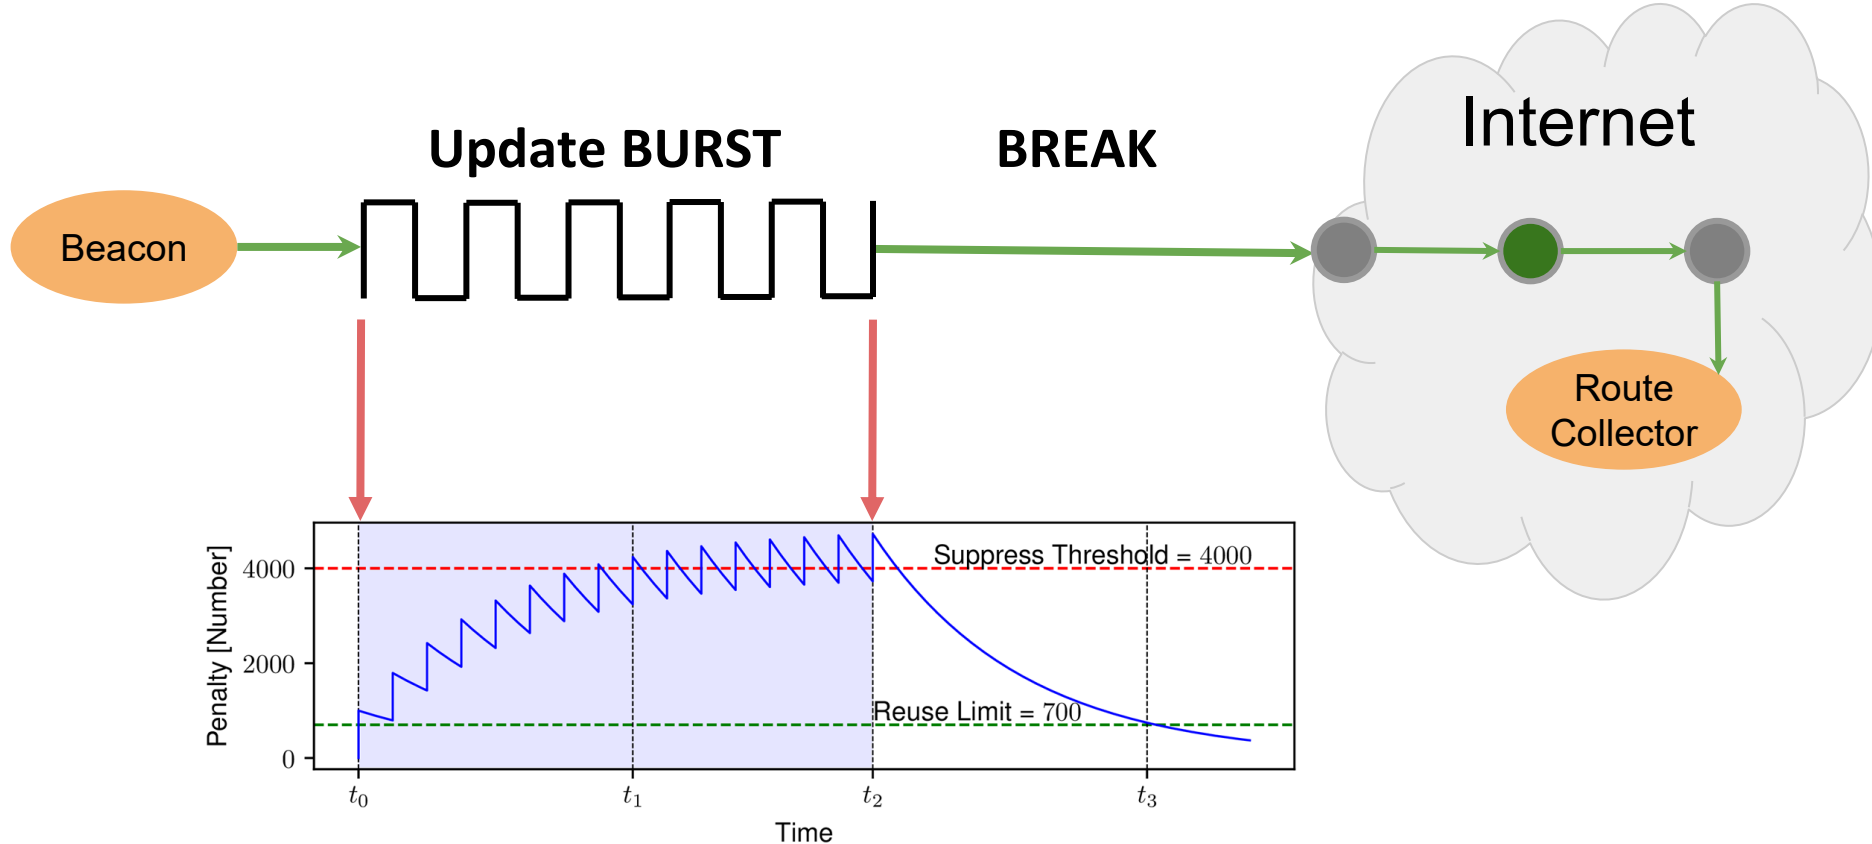 Internet
Update BURST
BREAK
Beacon
Route
Collector
Penalty [Number]
4000
2000
0
Suppress Threshold = 4000
Reuse Limit = 700
t0
t1
t2
t3
Time